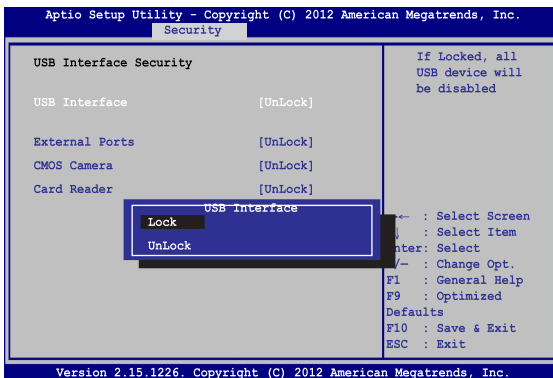 Aptio Setup Utility - Copyright (C) 2012 American Megatrends, Inc.
Security
USB Interface Security
USB Interface [UnLock]
External Ports [UnLock]
CMOS Camera [UnLock]
Card Reader [UnLock]
USB Interface
Lock
UnLock
If Locked, all
USB device will
be disabled
← : Select Screen
↓ : Select Item
nter: Select
/— : Change Opt.
F1 : General Help
F9 : Optimized
Defaults
F10 : Save & Exit
ESC : Exit
Version 2.15.1226. Copyright (C) 2012 American Megatrends, Inc.